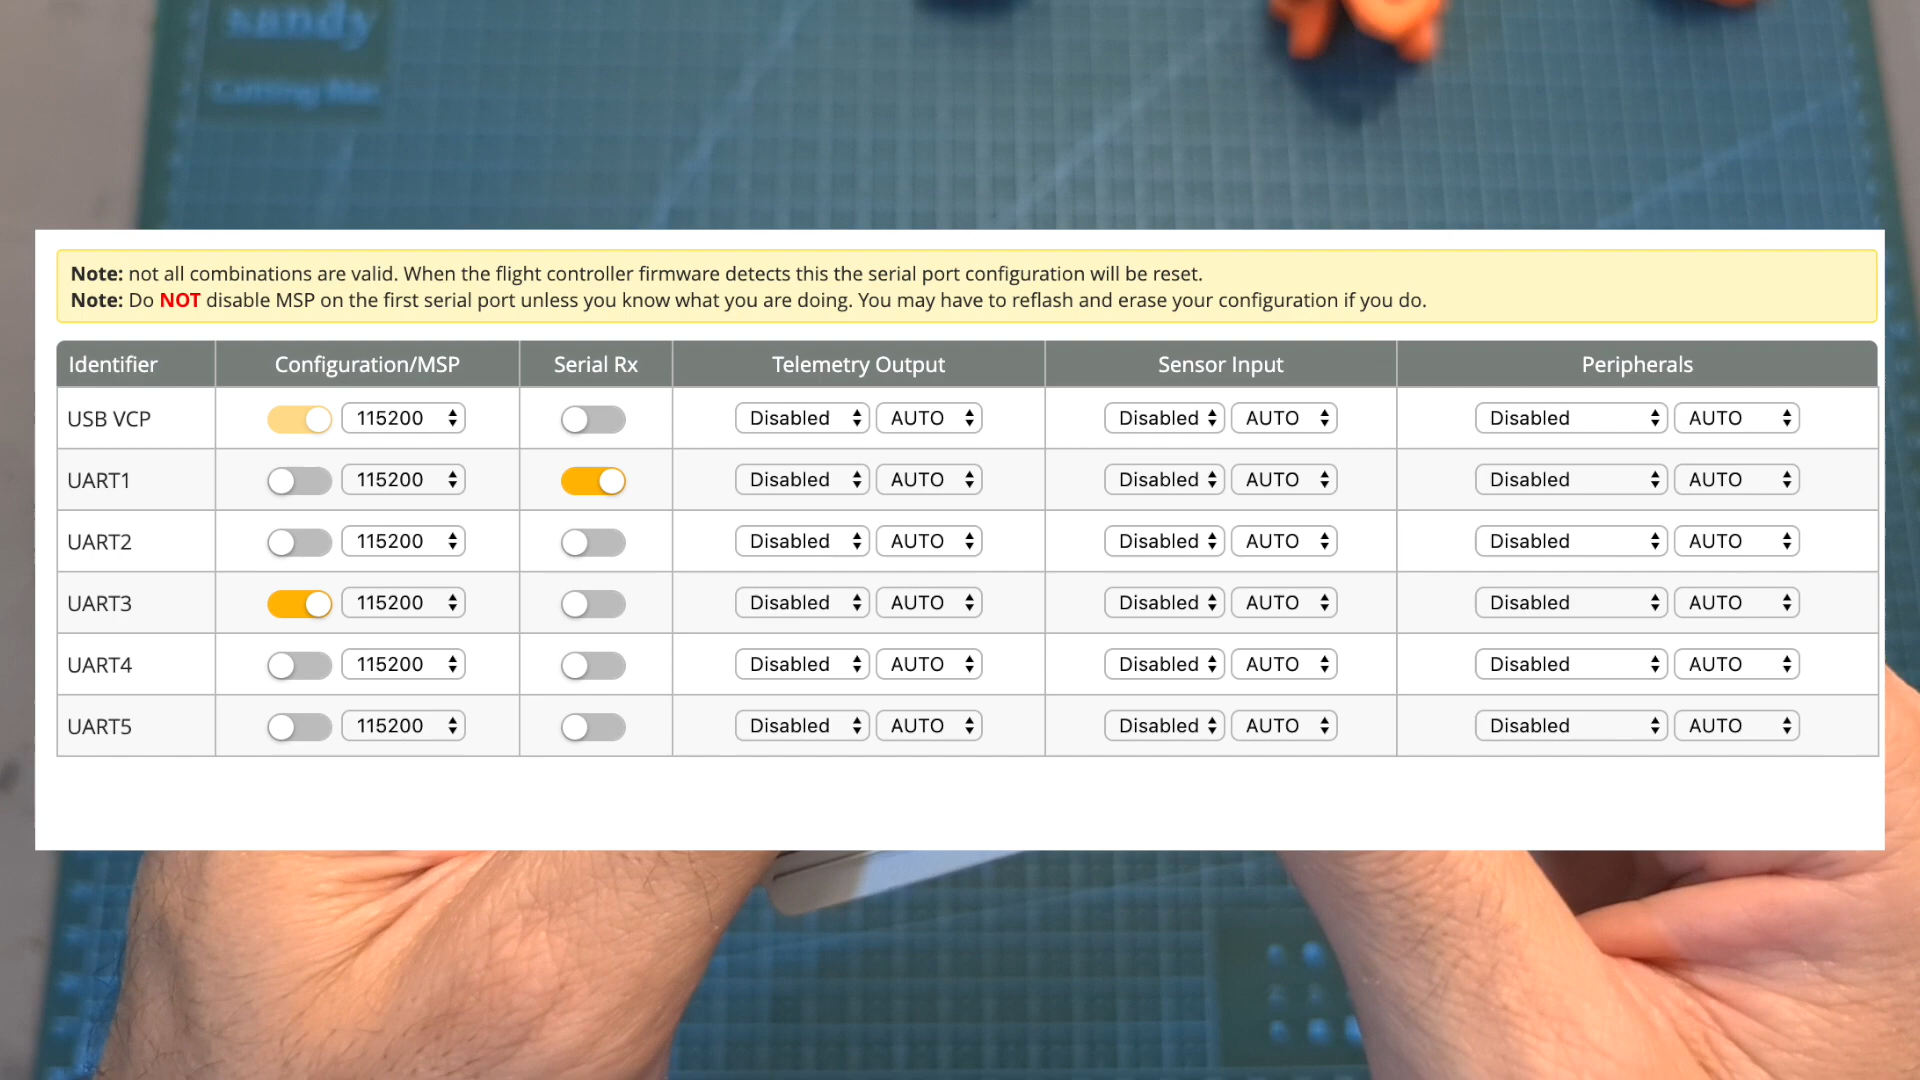 sandy
Cutting Mat
Note: not all combinations are valid. When the flight controller firmware detects this the serial port configuration will be reset.
Note: Do NOT disable MSP on the first serial port unless you know what you are doing. You may have to reflash and erase your configuration if you do.
Identifier Configuration/MSP Serial Rx Telemetry Output Sensor Input Peripherals
USB VCP 115200 Disabled AUTO Disabled AUTO Disabled AUTO
UART1 115200 Disabled AUTO Disabled AUTO Disabled AUTO
UART2 115200 Disabled AUTO Disabled AUTO Disabled AUTO
UART3 115200 Disabled AUTO Disabled AUTO Disabled AUTO
UART4 115200 Disabled AUTO Disabled AUTO Disabled AUTO
UART5 115200 Disabled AUTO Disabled AUTO Disabled AUTO